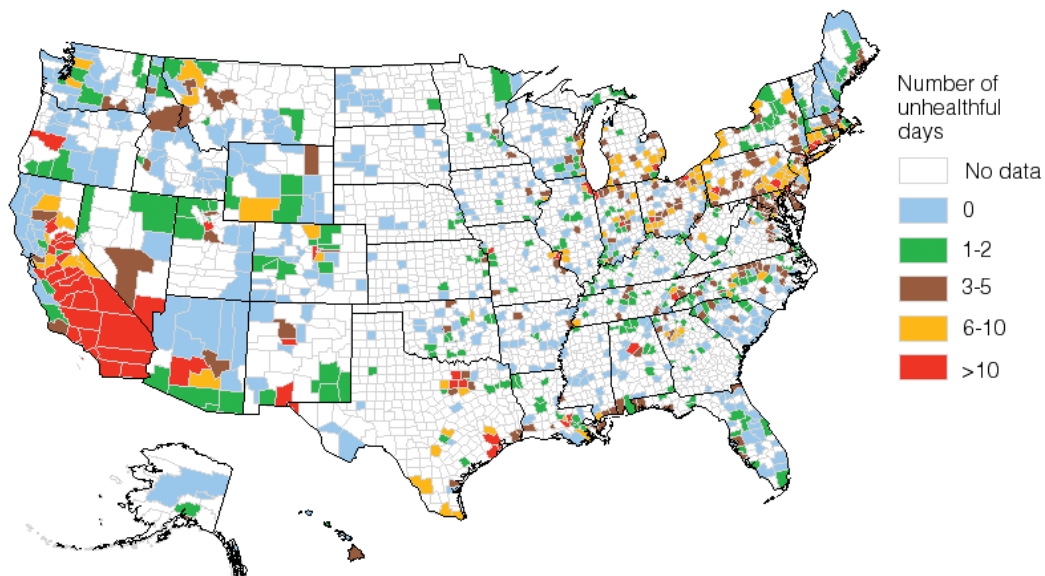 Number of
unhealthful
days
No data
0
1-2
3-5
6-10
>10